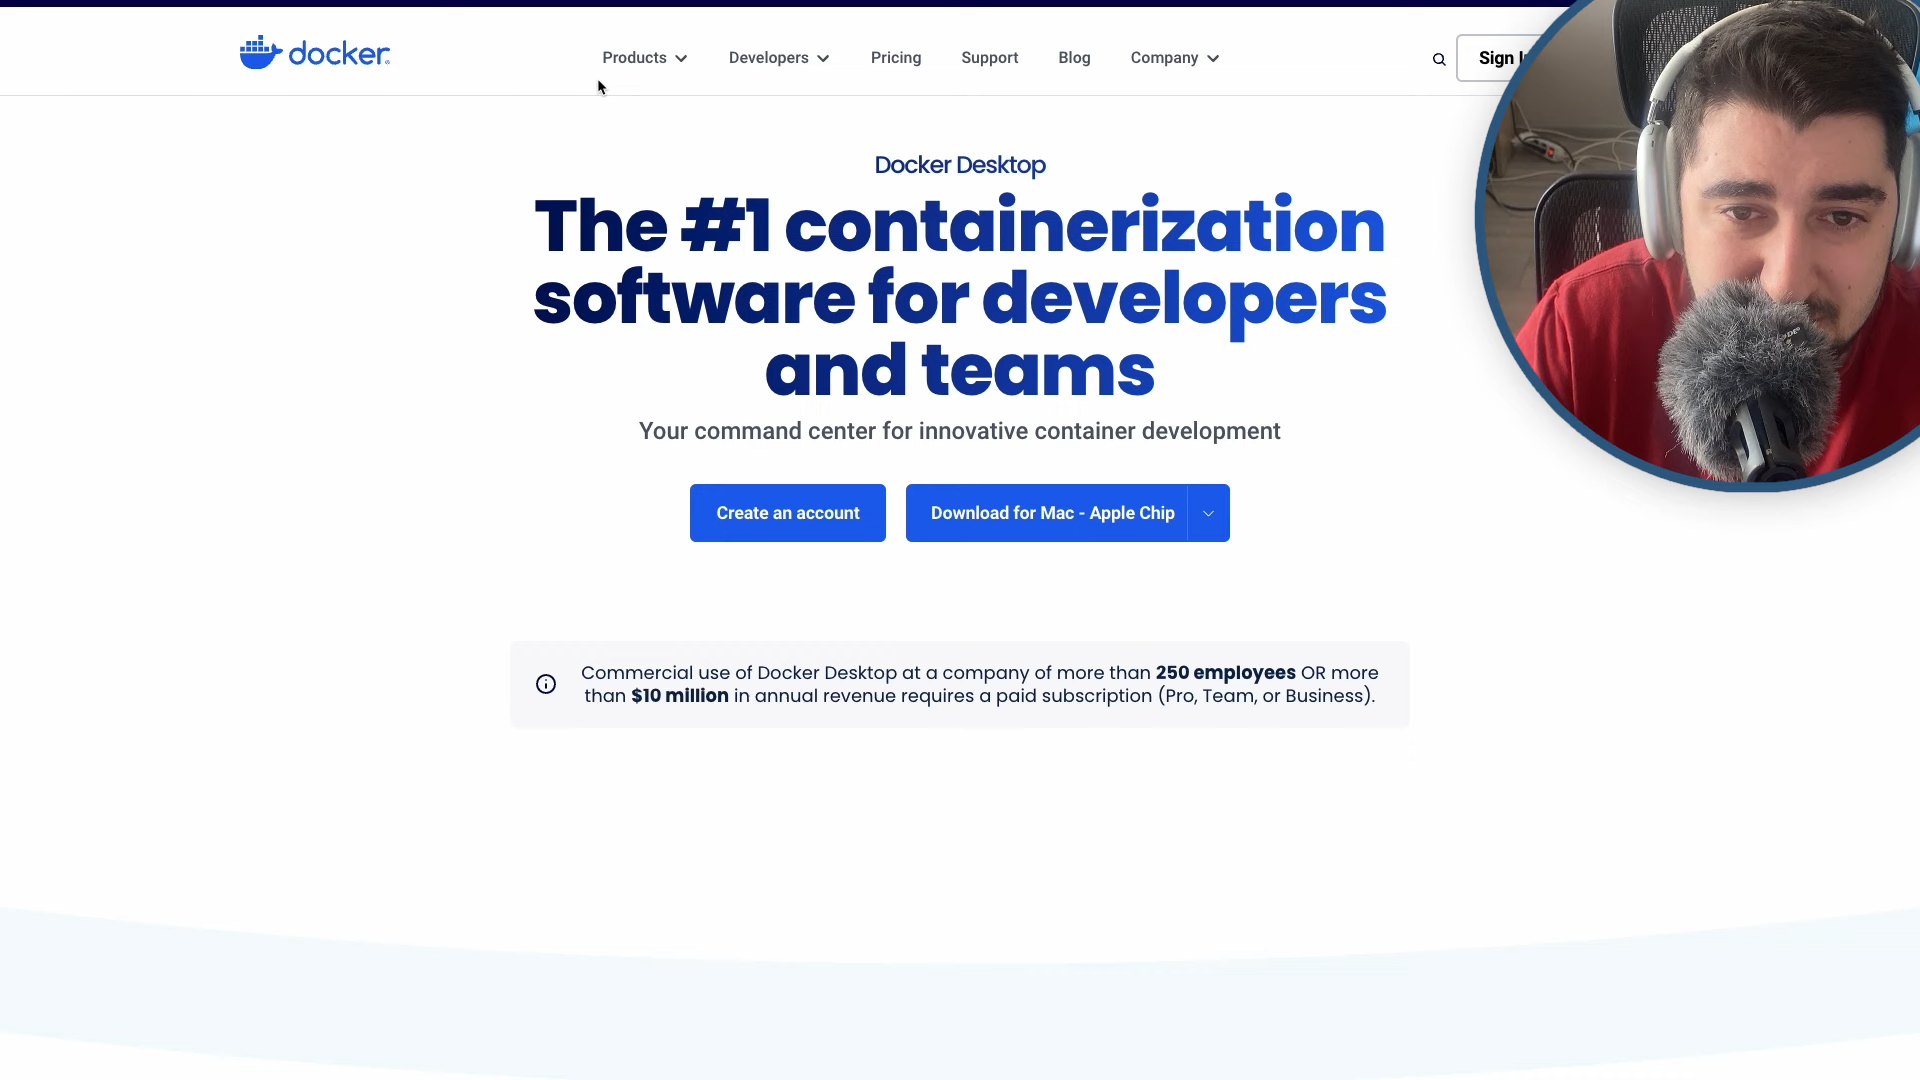 docker
Products
Developers
Pricing
Support
Blog
Company
Sign
Docker Desktop
The #1 containerization
software for developers
and teams
Your command center for innovative container development
Create an account
Download for Mac - Apple Chip
Commercial use of Docker Desktop at a company of more than 250 employees OR more
than $10 million in annual revenue requires a paid subscription (Pro, Team, or Business).